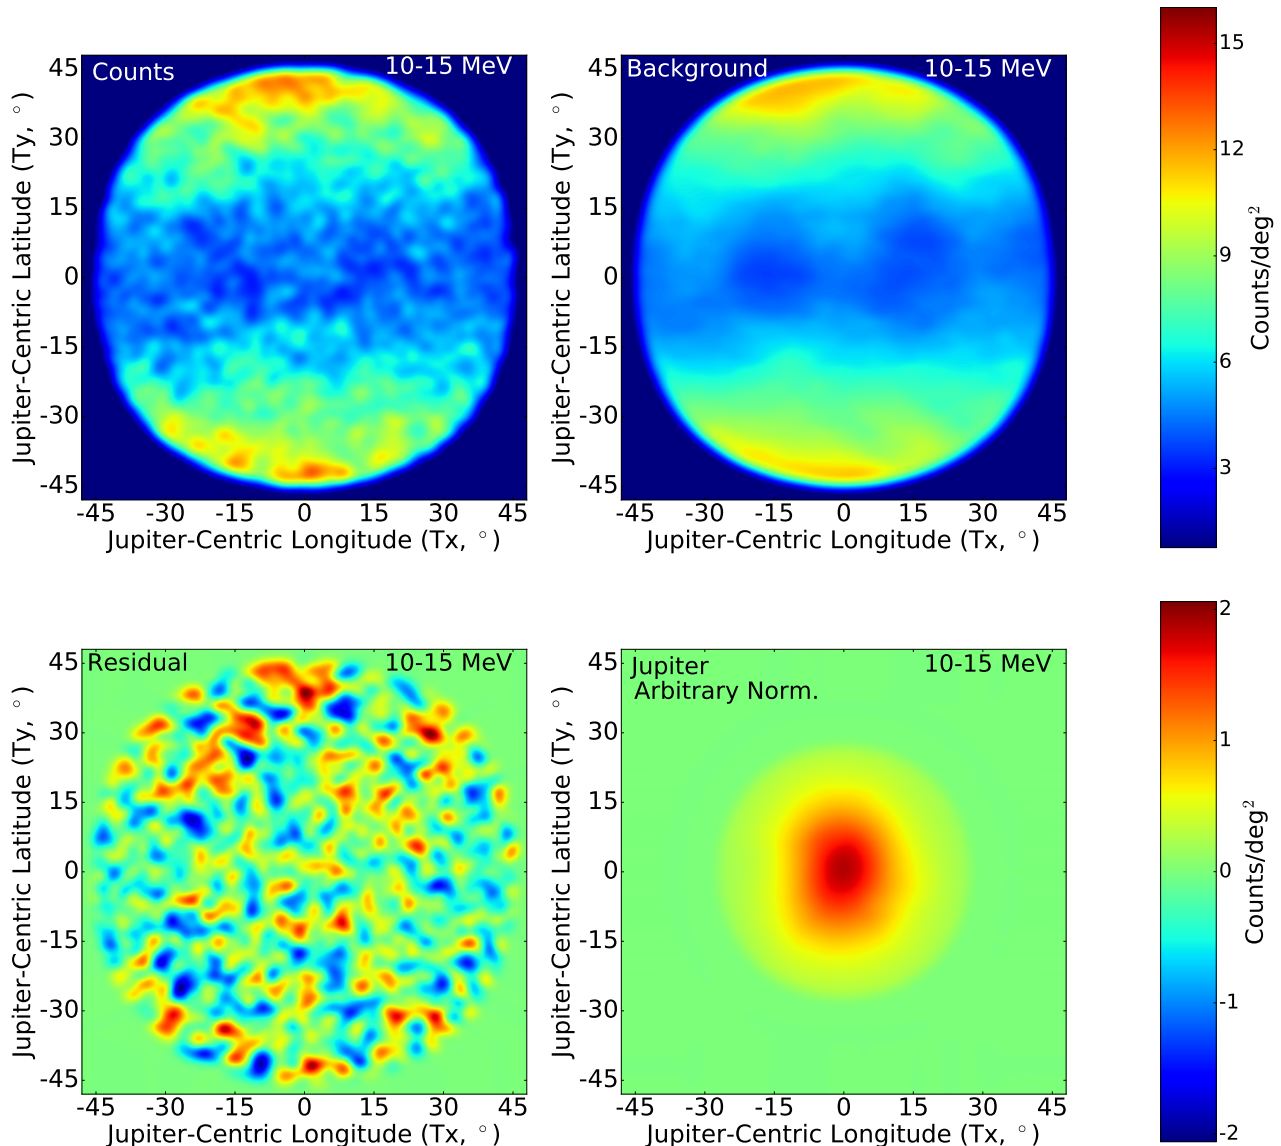 Counts
10-15 MeV
45
30
15
0
-15
-30
-45
Jupiter-Centric Latitude (Ty, °)
-45 -30 -15 0 15 30 45
Jupiter-Centric Longitude (Tx, °)
Background
10-15 MeV
45
30
15
0
-15
-30
-45
Jupiter-Centric Latitude (Ty, °)
-45 -30 -15 0 15 30 45
Jupiter-Centric Longitude (Tx, °)
15
12
9
6
3
Counts/deg²
Residual
10-15 MeV
45
30
15
0
-15
-30
-45
Jupiter-Centric Latitude (Ty, °)
-45 -30 -15 0 15 30 45
Jupiter-Centric Longitude (Tx, °)
Jupiter
Arbitrary Norm.
10-15 MeV
45
30
15
0
-15
-30
-45
Jupiter-Centric Latitude (Ty, °)
-45 -30 -15 0 15 30 45
Jupiter-Centric Longitude (Tx, °)
2
1
0
-1
-2
Counts/deg²